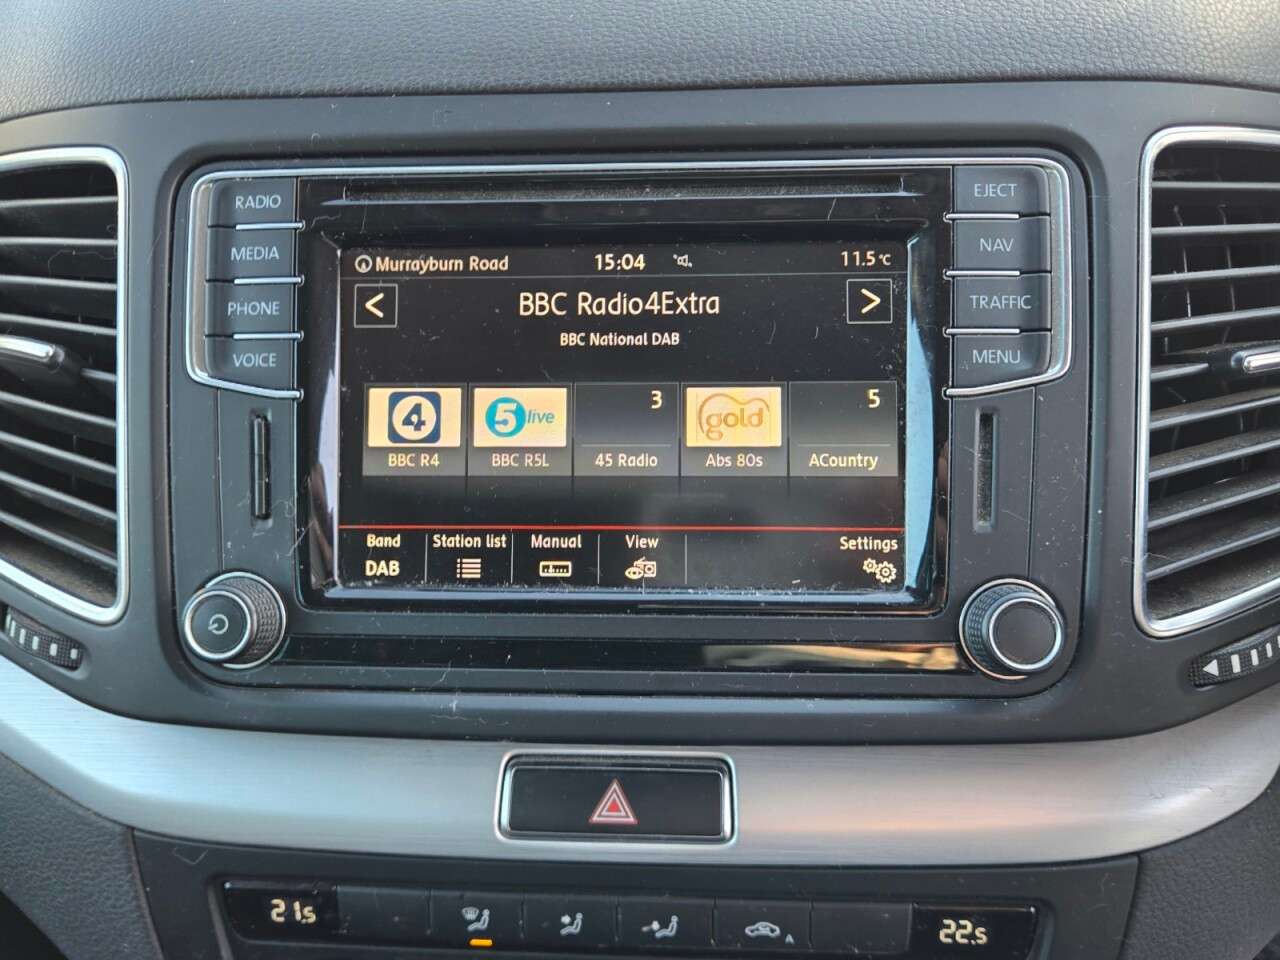 RADIO
MEDIA
PHONE
VOICE
EJECT
NAV
TRAFFIC
MENU
Murrayburn Road 15:04 11.5 °C
< BBC Radio4Extra >
BBC National DAB
4 5 live 3 gold 5
BBC R4 BBC R5L 45 Radio Abs 80s ACountry
Band Station list Manual View Settings
DAB
21.5 A 22.5